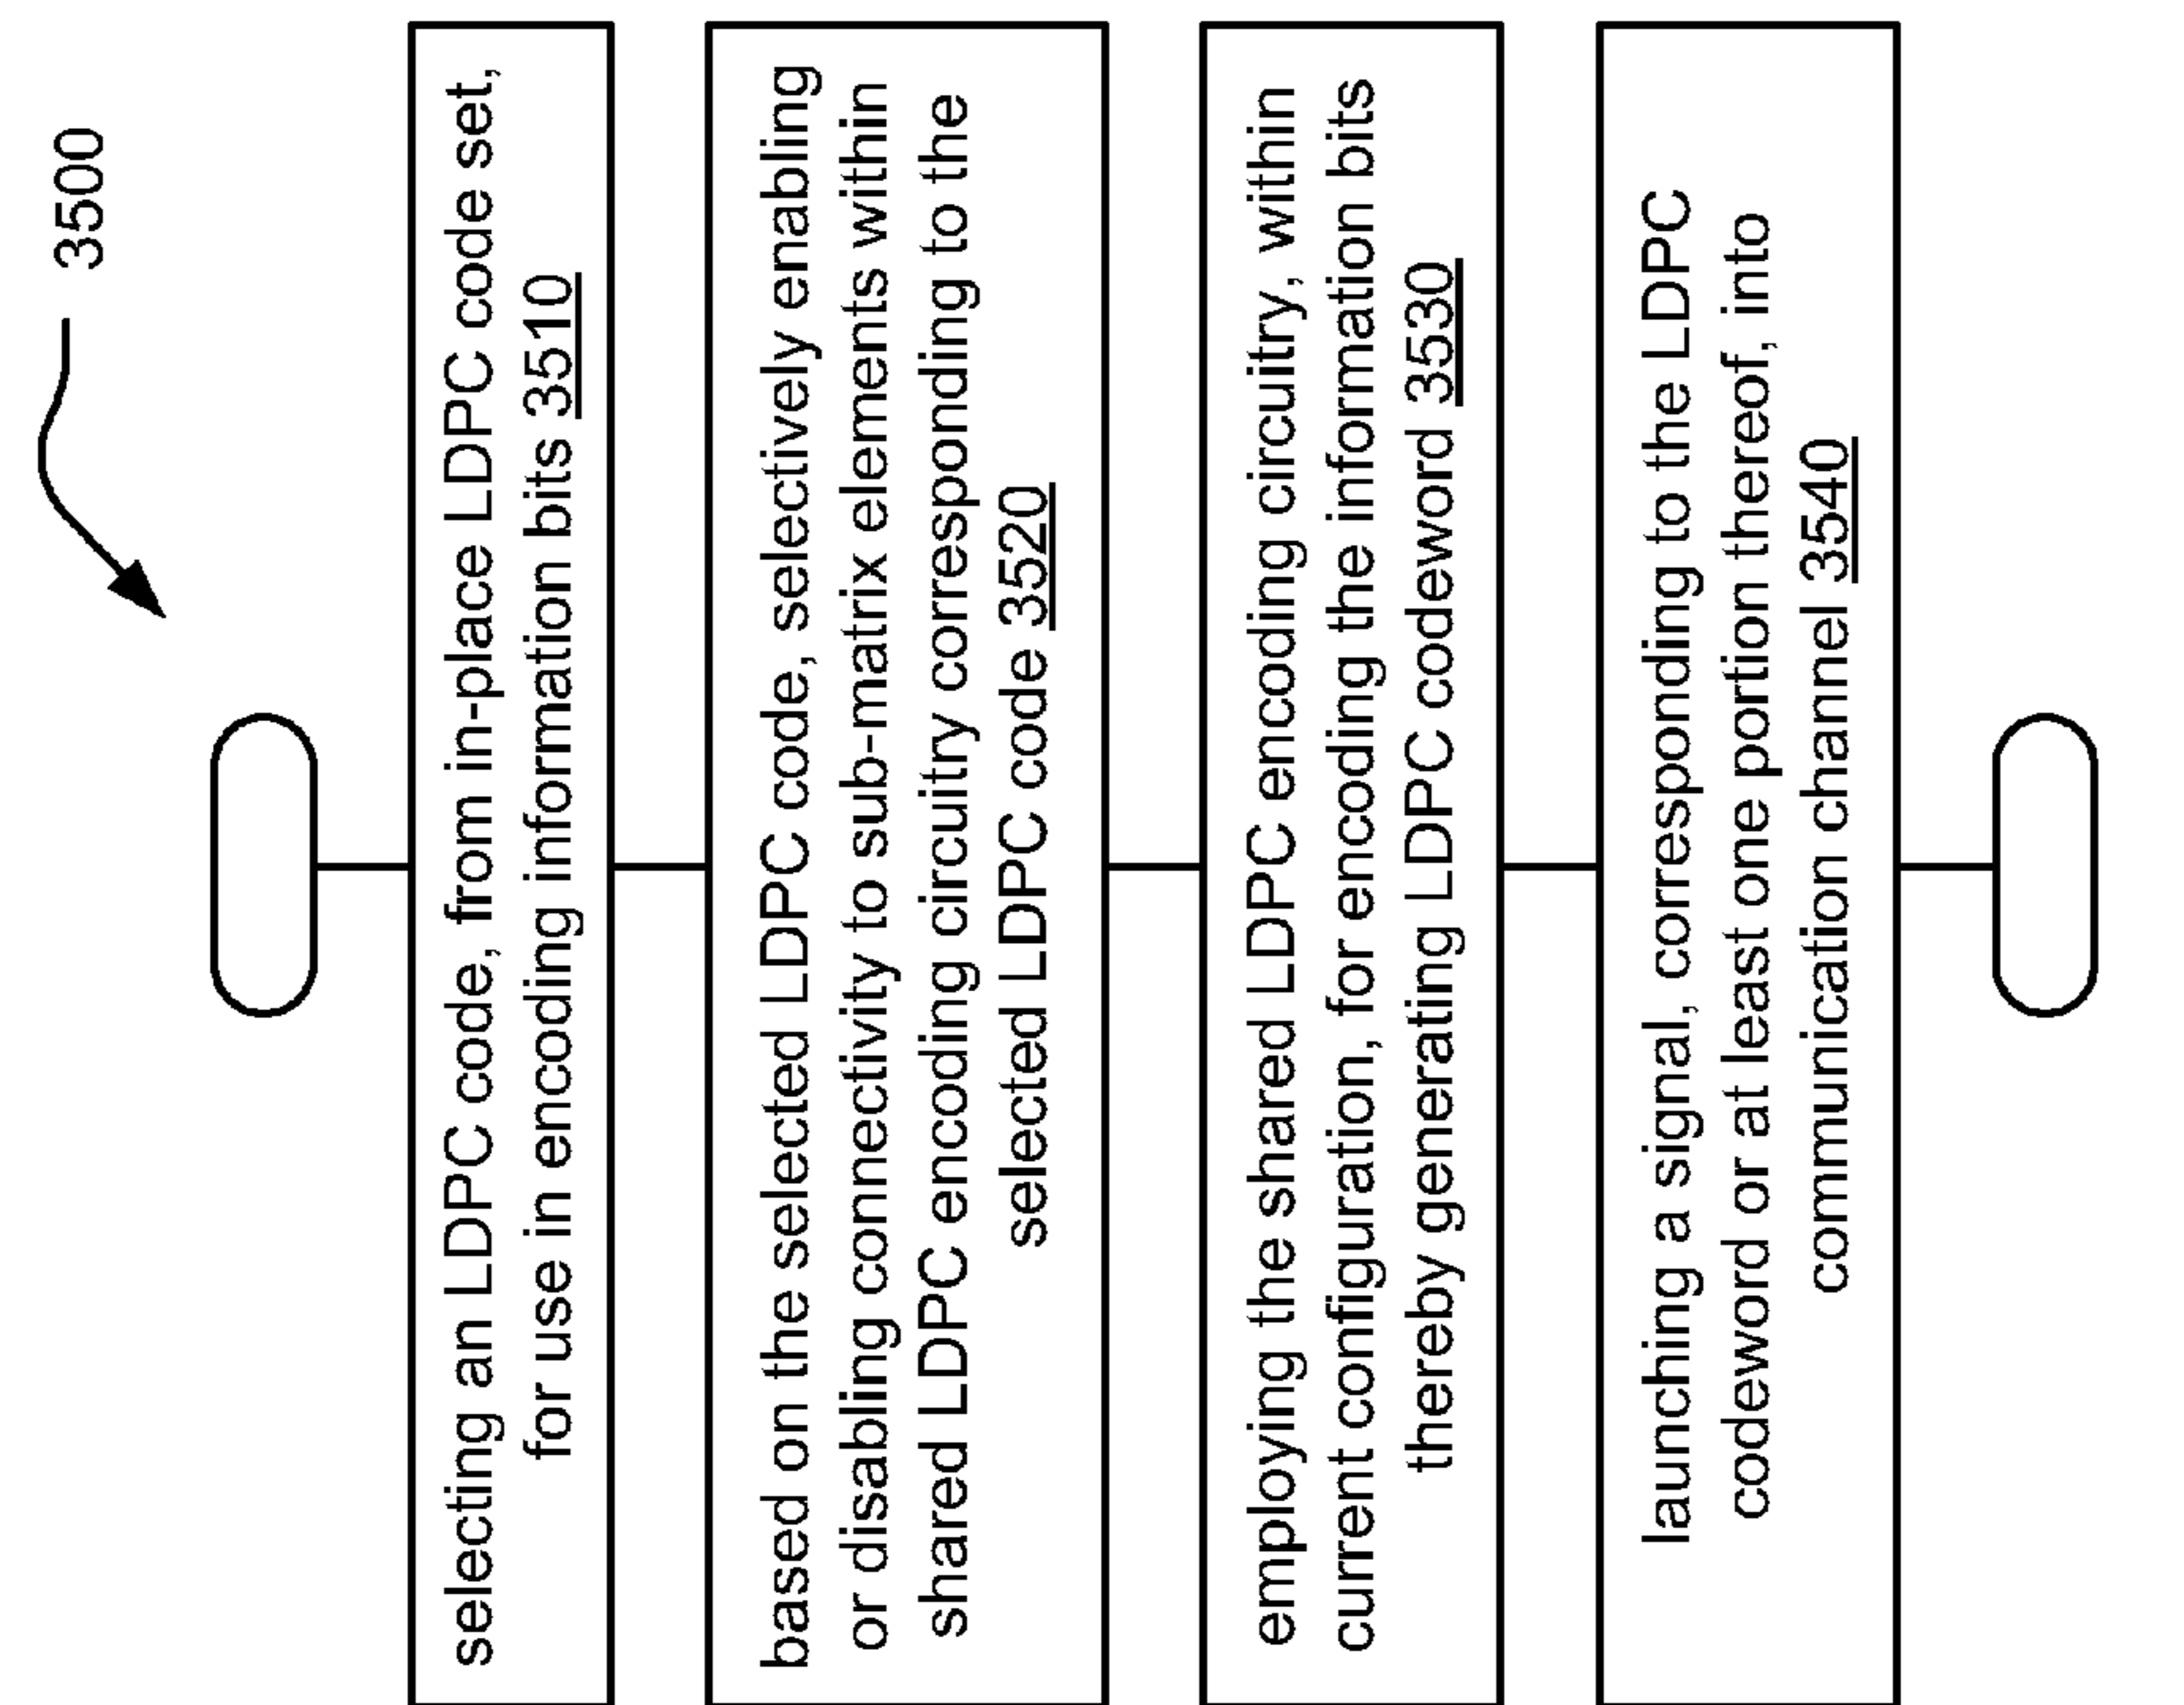 3500
selecting an LDPC code, from in-place LDPC code set,
for use in encoding information bits 3510
based on the selected LDPC code, selectively enabling
or disabling connectivity to sub-matrix elements within
shared LDPC encoding circuitry corresponding to the
selected LDPC code 3520
employing the shared LDPC encoding circuitry, within
current configuration, for encoding the information bits
thereby generating LDPC codeword 3530
launching a signal, corresponding to the LDPC
codeword or at least one portion thereof, into
communication channel 3540